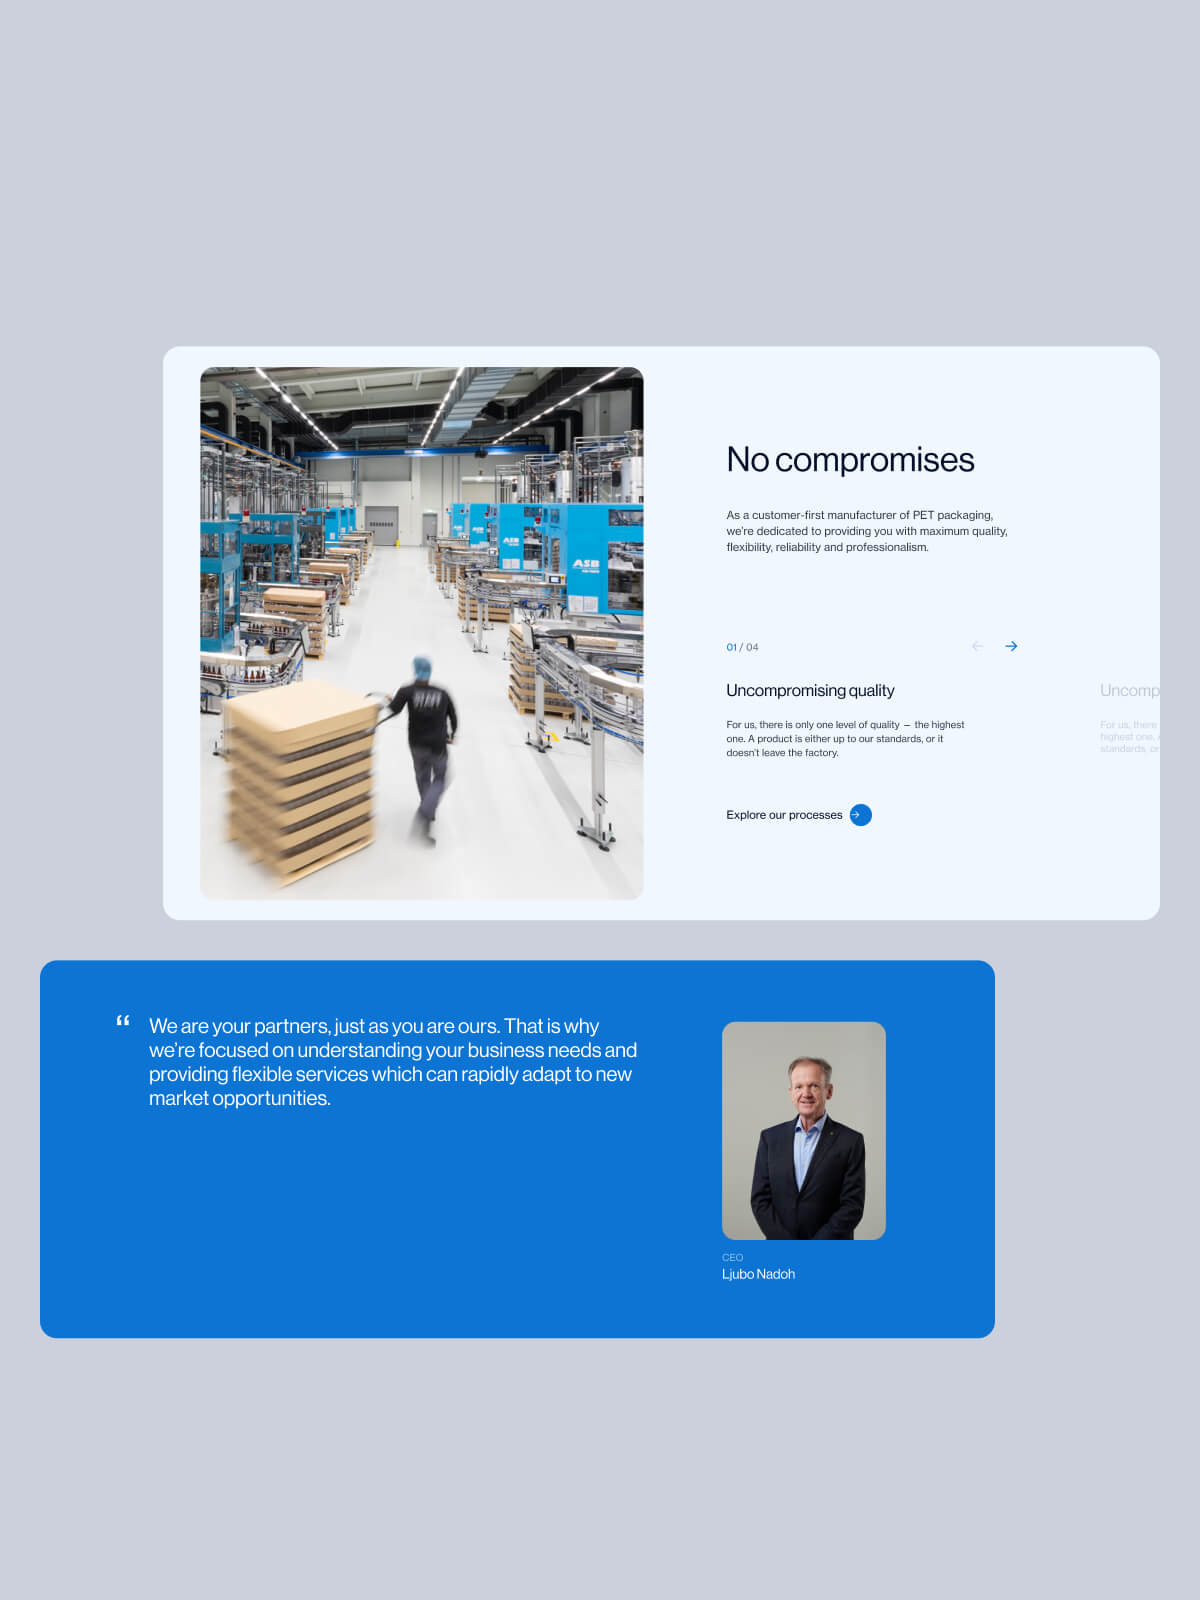 No compromises
As a customer-first manufacturer of PET packaging,
we're dedicated to providing you with maximum quality,
flexibility, reliability and professionalism.
01 / 04
Uncompromising quality
For us, there is only one level of quality – the highest
one. A product is either up to our standards, or it
doesn't leave the factory.
Explore our processes
Uncomp
For us, there
highest one.
standards, or
ASB
ASB
“ We are your partners, just as you are ours. That is why
we’re focused on understanding your business needs and
providing flexible services which can rapidly adapt to new
market opportunities.
CEO
Ljubo Nadoh